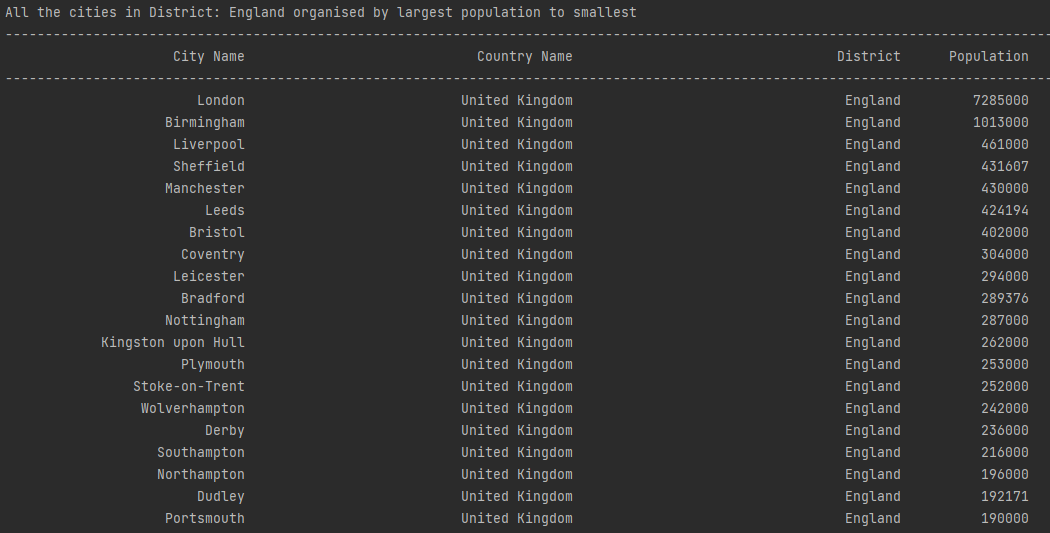 All the cities in District: England organised by largest population to smallest
-----------------------------------------------------------------------------------------------------------------------------------
City Name Country Name District Population
-----------------------------------------------------------------------------------------------------------------------------------
London United Kingdom England 7285000
Birmingham United Kingdom England 1013000
Liverpool United Kingdom England 461000
Sheffield United Kingdom England 431607
Manchester United Kingdom England 430000
Leeds United Kingdom England 424194
Bristol United Kingdom England 402000
Coventry United Kingdom England 304000
Leicester United Kingdom England 294000
Bradford United Kingdom England 289376
Nottingham United Kingdom England 287000
Kingston upon Hull United Kingdom England 262000
Plymouth United Kingdom England 253000
Stoke-on-Trent United Kingdom England 252000
Wolverhampton United Kingdom England 242000
Derby United Kingdom England 236000
Southampton United Kingdom England 216000
Northampton United Kingdom England 196000
Dudley United Kingdom England 192171
Portsmouth United Kingdom England 190000